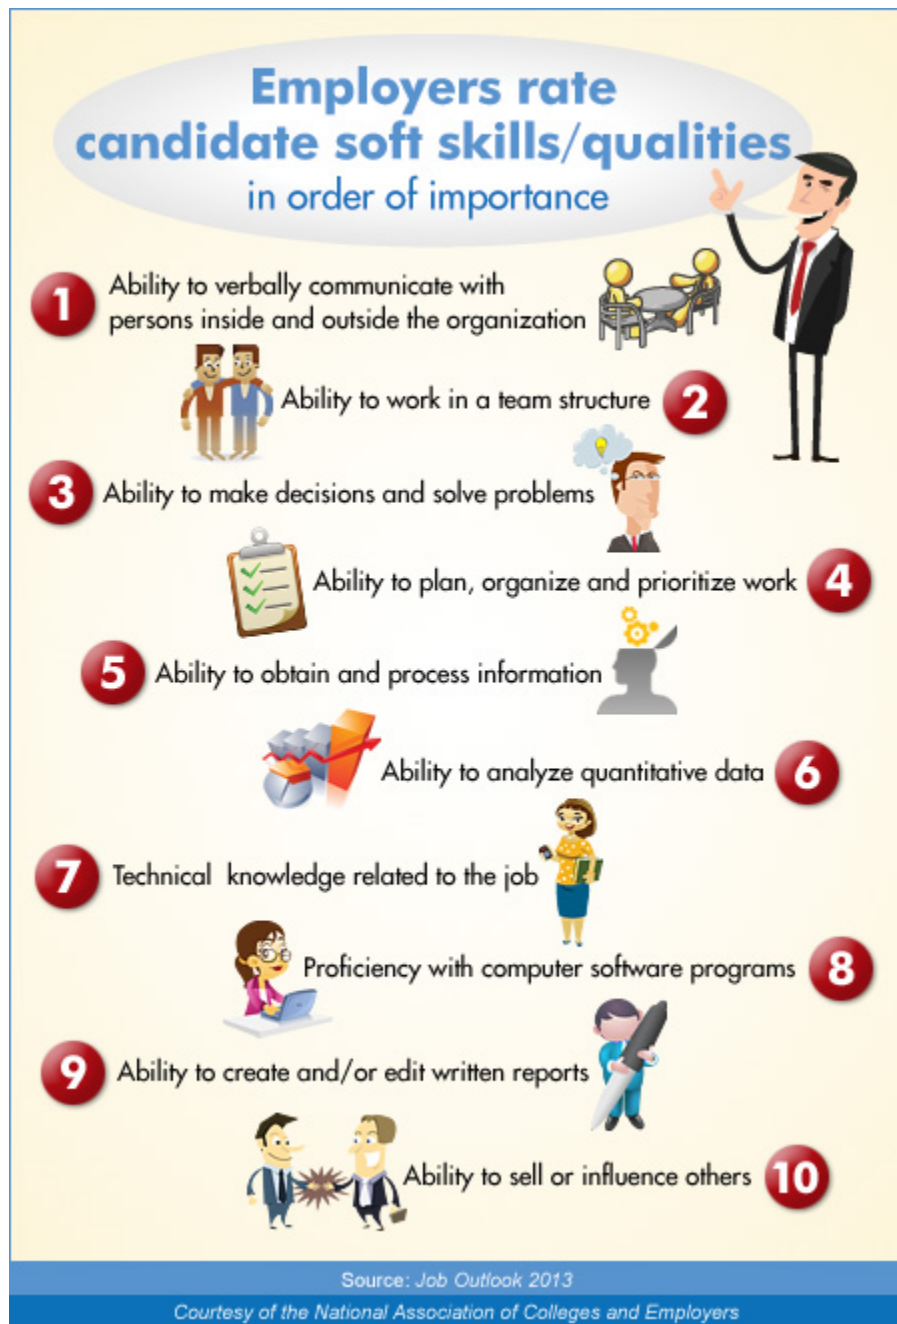 Employers rate
candidate soft skills/qualities
in order of importance
1
Ability to verbally communicate with
persons inside and outside the organization
Ability to work in a team structure
2
3
Ability to make decisions and solve problems
Ability to plan, organize and prioritize work
4
5
Ability to obtain and process information
Ability to analyze quantitative data
6
7
Technical knowledge related to the job
Proficiency with computer software programs
8
9
Ability to create and/or edit written reports
Ability to sell or influence others
10
Source: Job Outlook 2013
Courtesy of the National Association of Colleges and Employers